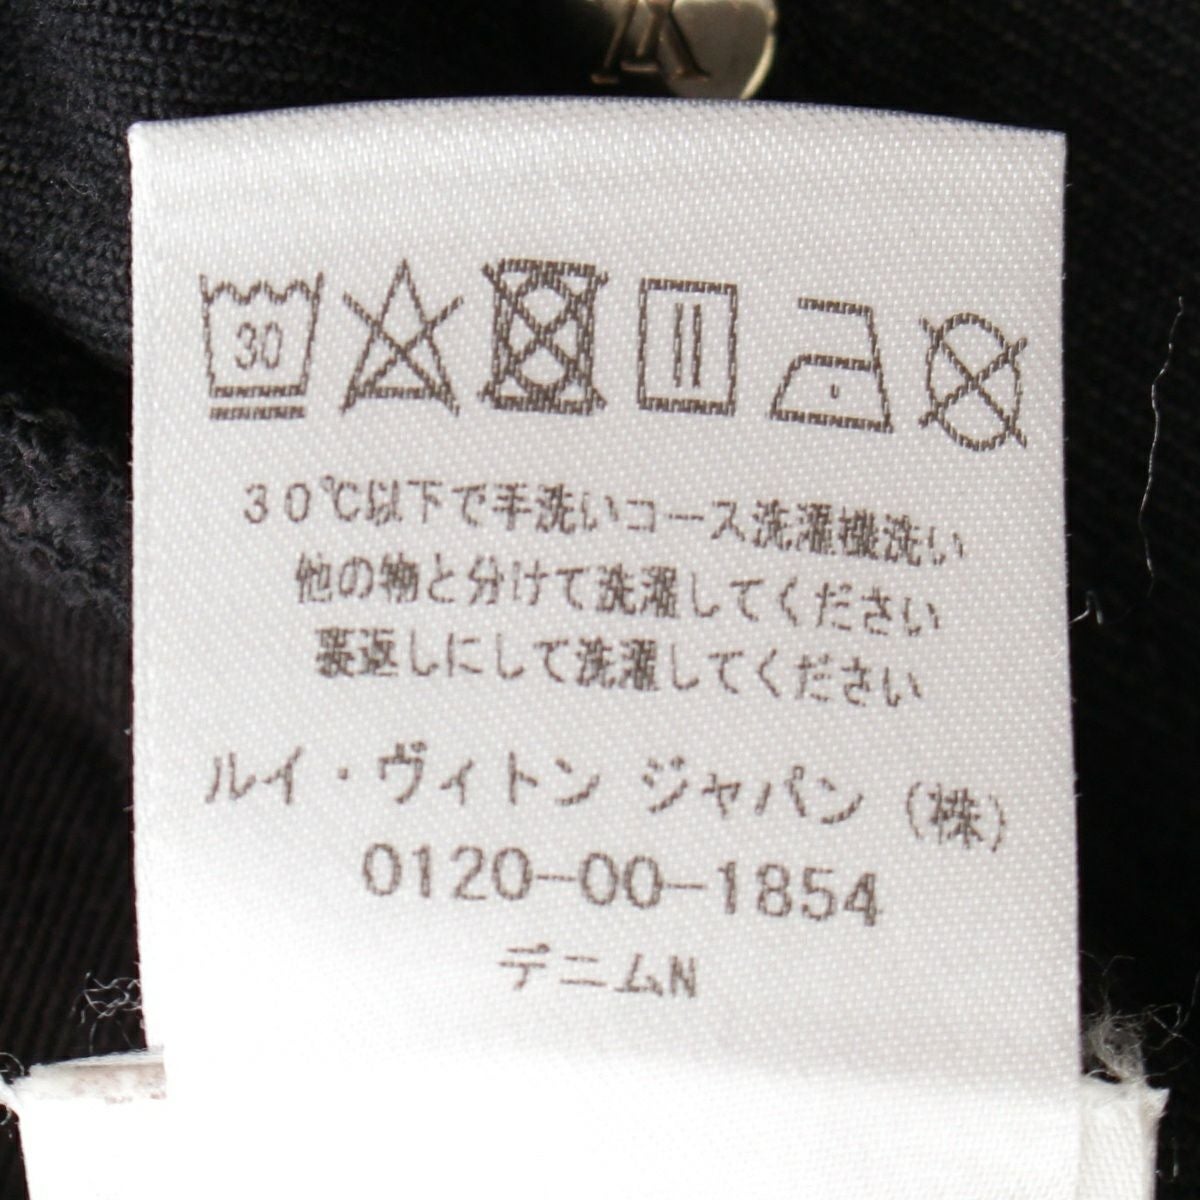 30
30℃以下で手洗いコース洗濯機洗い
他の物と分けて洗濯してください
裏返しにして洗濯してください
ルイ・ヴィトン ジャパン (株)
0120-00-1854
デニムN